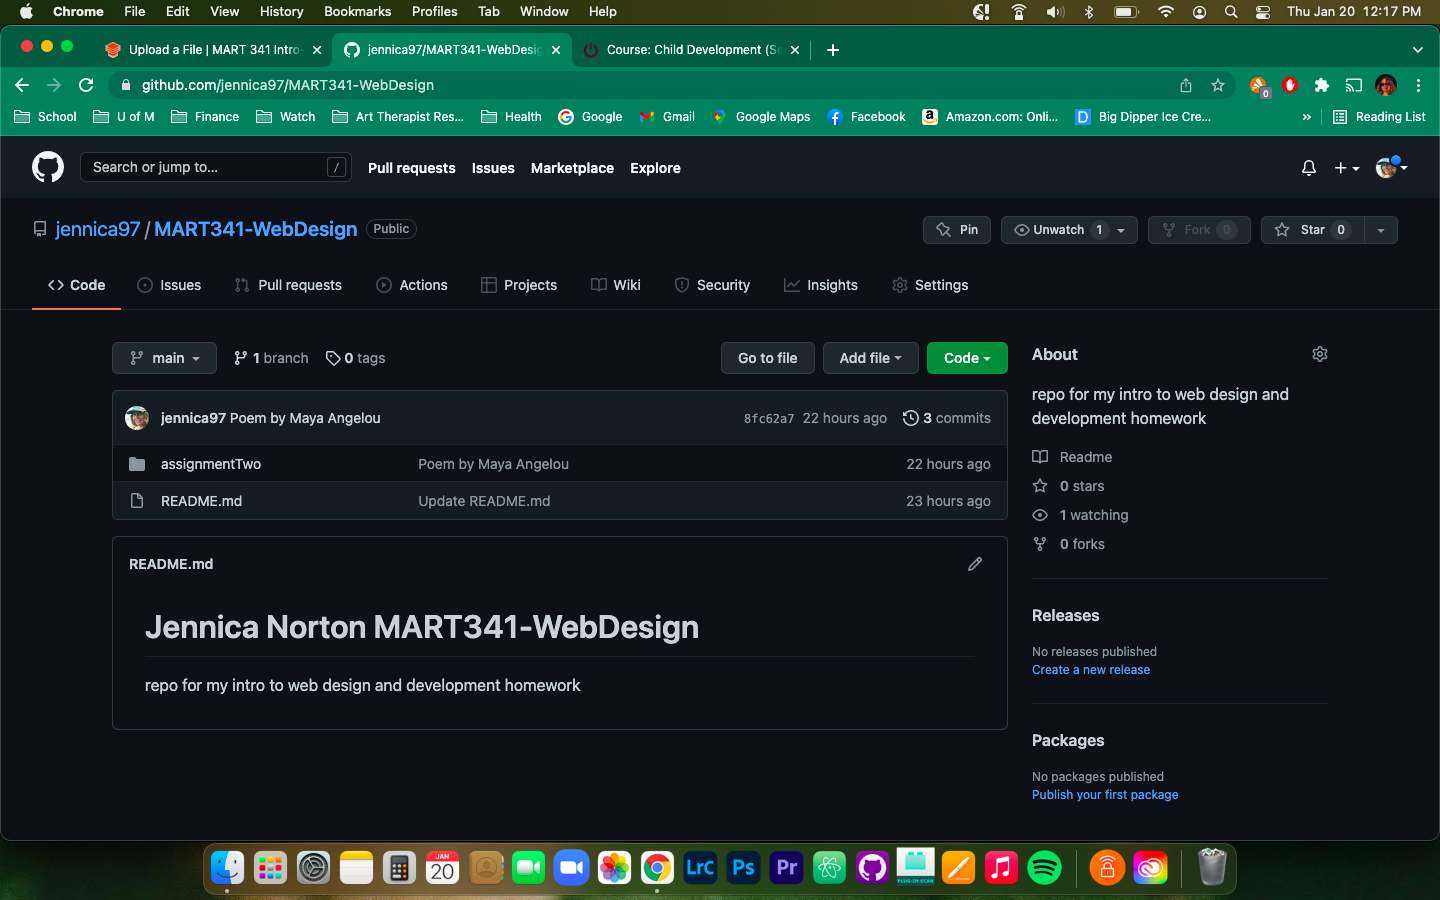 Chrome File Edit View History Bookmarks Profiles Tab Window Help Thu Jan 20 12:17 PM
Upload a File | MART 341 Intro jennica97/MART341-WebDesig Course: Child Development (S
github.com/jennica97/MART341-WebDesign
0
School U of M Finance Watch Art Therapist Res... Health Google Gmail Google Maps Facebook Amazon.com: Onli... Big Dipper Ice Cre... » Reading List
Search or jump to... / Pull requests Issues Marketplace Explore
jennica97 / MART341-WebDesign Public Pin Unwatch 1 Fork 0 Star 0
Code Issues Pull requests Actions Projects Wiki Security Insights Settings
main 1 branch 0 tags Go to file Add file Code
jennica97 Poem by Maya Angelou 8fc62a7 22 hours ago 3 commits
assignmentTwo Poem by Maya Angelou 22 hours ago
README.md Update README.md 23 hours ago
README.md
Jennica Norton MART341-WebDesign
repo for my intro to web design and development homework
About
repo for my intro to web design and
development homework
Readme
0 stars
1 watching
0 forks
Releases
No releases published
Create a new release
Packages
No packages published
Publish your first package
JAN
20
LrC Ps Pr
PLUG-IN SCAN